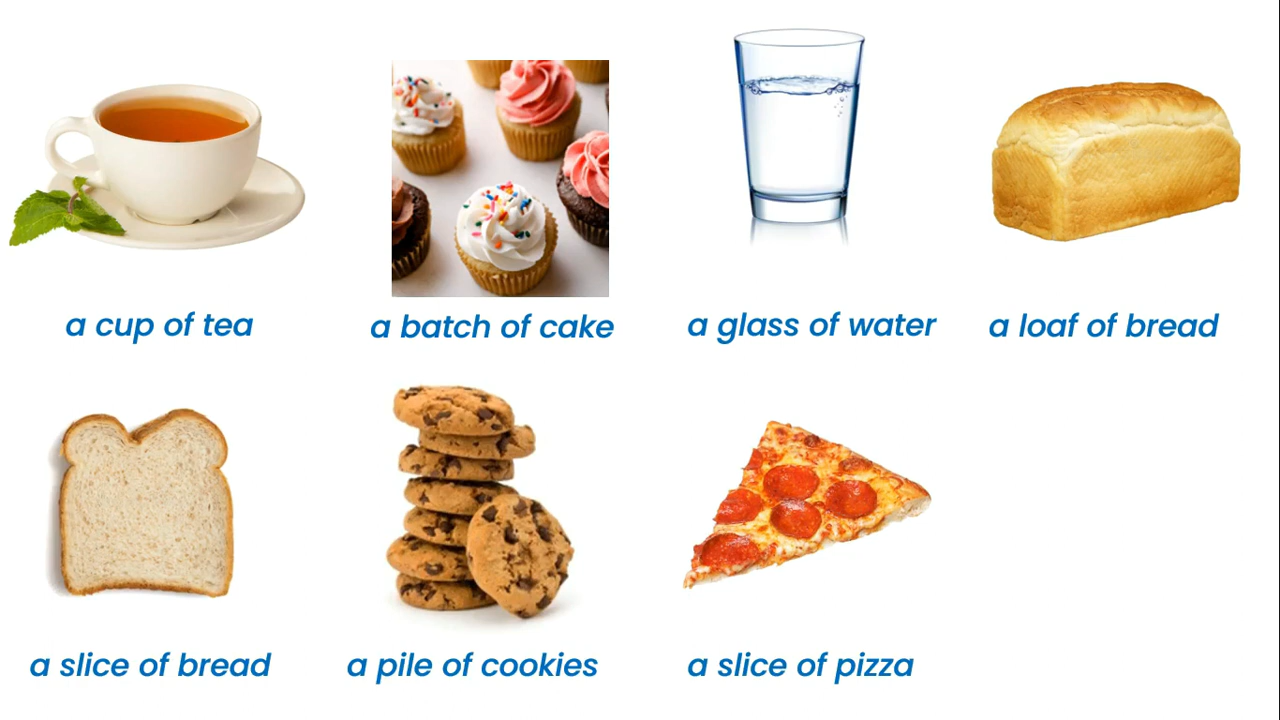 a cup of tea
a batch of cake
a glass of water
a loaf of bread
a slice of bread
a pile of cookies
a slice of pizza